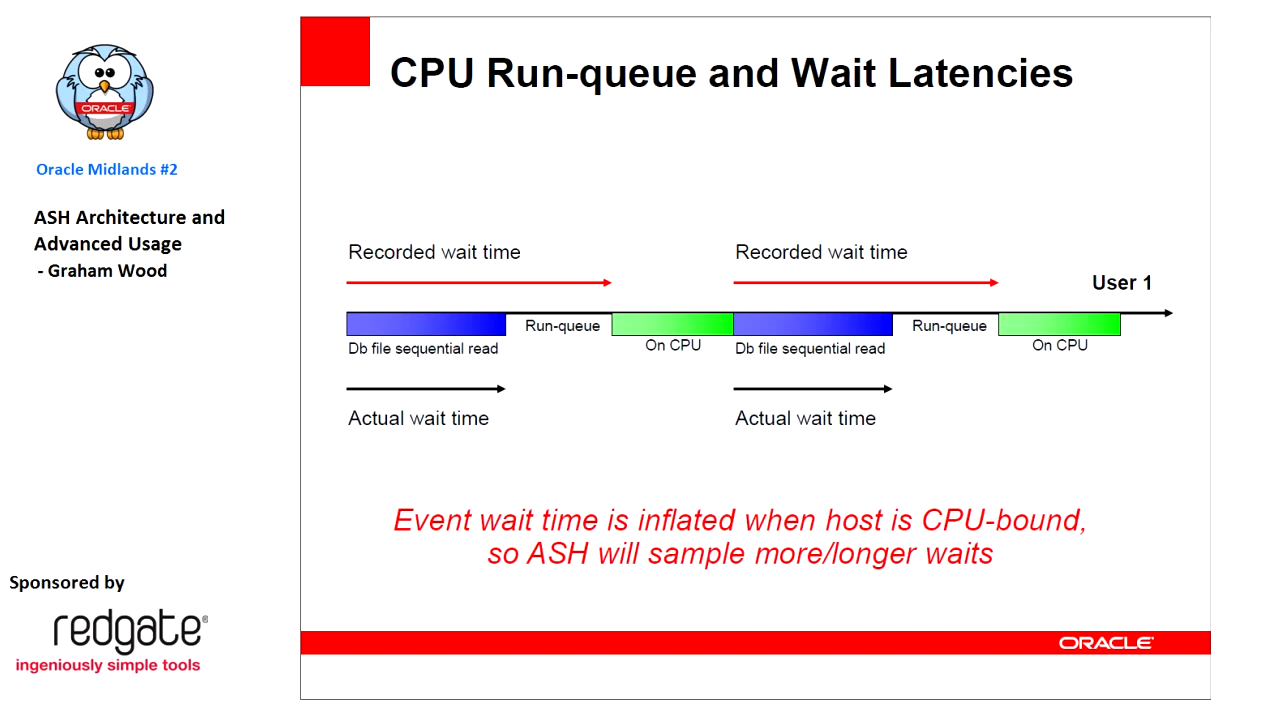 ORACLE
Oracle Midlands #2
ASH Architecture and
Advanced Usage
- Graham Wood
Sponsored by
redgate®
ingeniously simple tools
CPU Run-queue and Wait Latencies
Recorded wait time
Recorded wait time
User 1
Run-queue
Run-queue
Db file sequential read
On CPU
Db file sequential read
On CPU
Actual wait time
Actual wait time
Event wait time is inflated when host is CPU-bound,
so ASH will sample more/longer waits
ORACLE